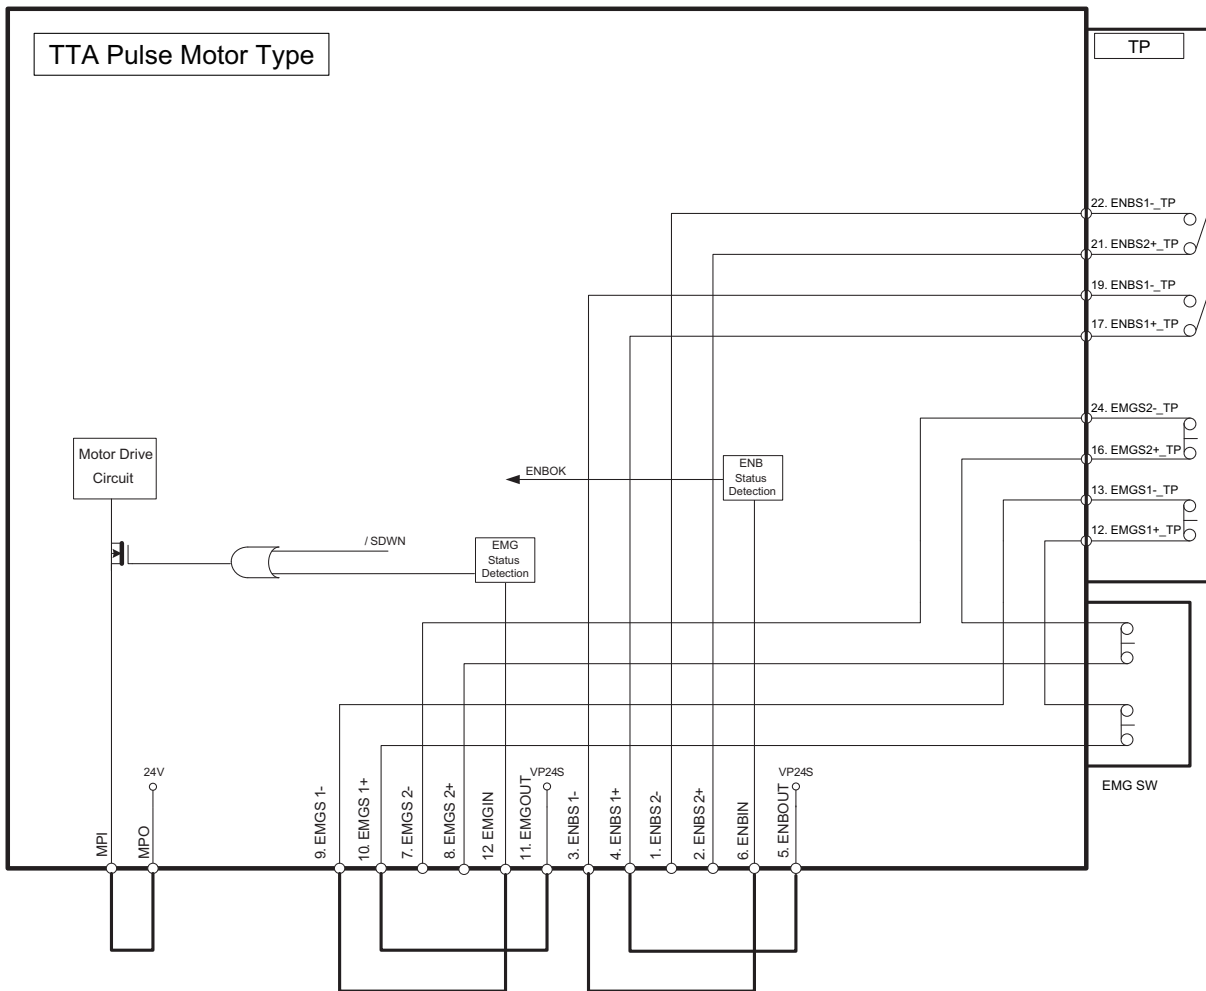 TTA Pulse Motor Type
TP
22. ENBS1-_TP
21. ENBS2+_TP
19. ENBS1-_TP
17. ENBS1+_TP
24. EMGS2-_TP
16. EMGS2+_TP
13. EMGS1-_TP
12. EMGS1+_TP
Motor Drive
Circuit
ENBOK
ENB
Status
Detection
/ SDWN
EMG
Status
Detection
EMG SW
24V
VP24S
VP24S
MPI
MPO
9. EMGS 1-
10. EMGS 1+
7. EMGS 2-
8. EMGS 2+
12. EMGIN
11. EMGOUT
3. ENBS 1-
4. ENBS 1+
1. ENBS 2-
2. ENBS 2+
6. ENBIN
5. ENBOUT